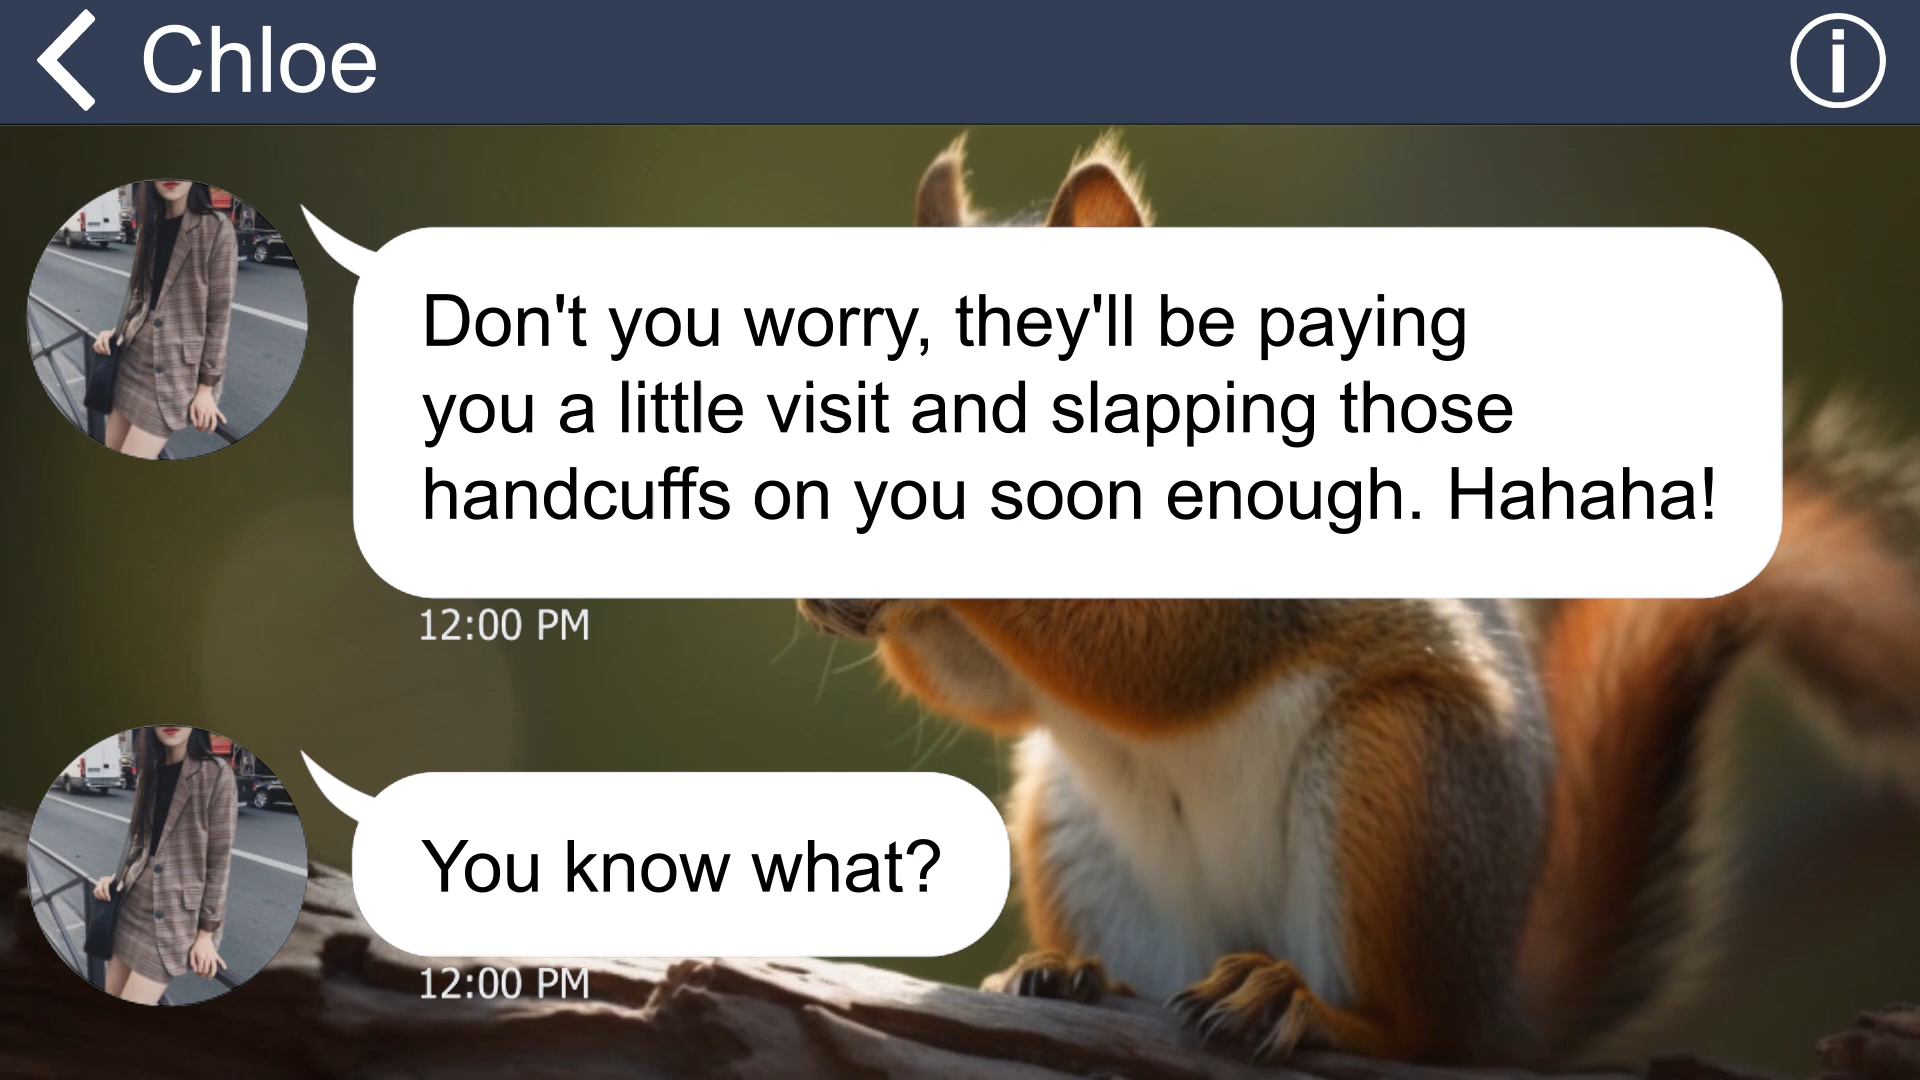 Chloe
Don't you worry, they'll be paying
you a little visit and slapping those
handcuffs on you soon enough. Hahaha!
12:00 PM
You know what?
12:00 PM